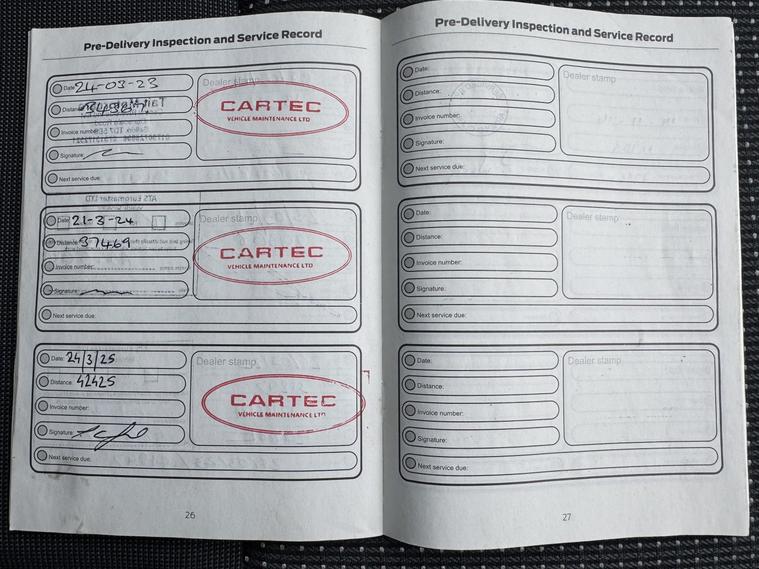 Pre-Delivery Inspection and Service Record
Date: 24-03-23
Dealer stamp
Distance:
CARTEC
VEHICLE MAINTENANCE LTD
Invoice number:
Signature:
Next service due:
Date: 21-3-24
Dealer stamp
Distance: 37469
CARTEC
VEHICLE MAINTENANCE LTD
Invoice number:
Signature:
Next service due:
Date: 24/3/25
Dealer stamp
Distance: 42425
CARTEC
VEHICLE MAINTENANCE LTD
Invoice number:
Signature:
Next service due:
26
Pre-Delivery Inspection and Service Record
Date:
Dealer stamp
Distance:
Invoice number:
Signature:
Next service due:
Date:
Dealer stamp
Distance:
Invoice number:
Signature:
Next service due:
Date:
Dealer stamp
Distance:
Invoice number:
Signature:
Next service due:
27